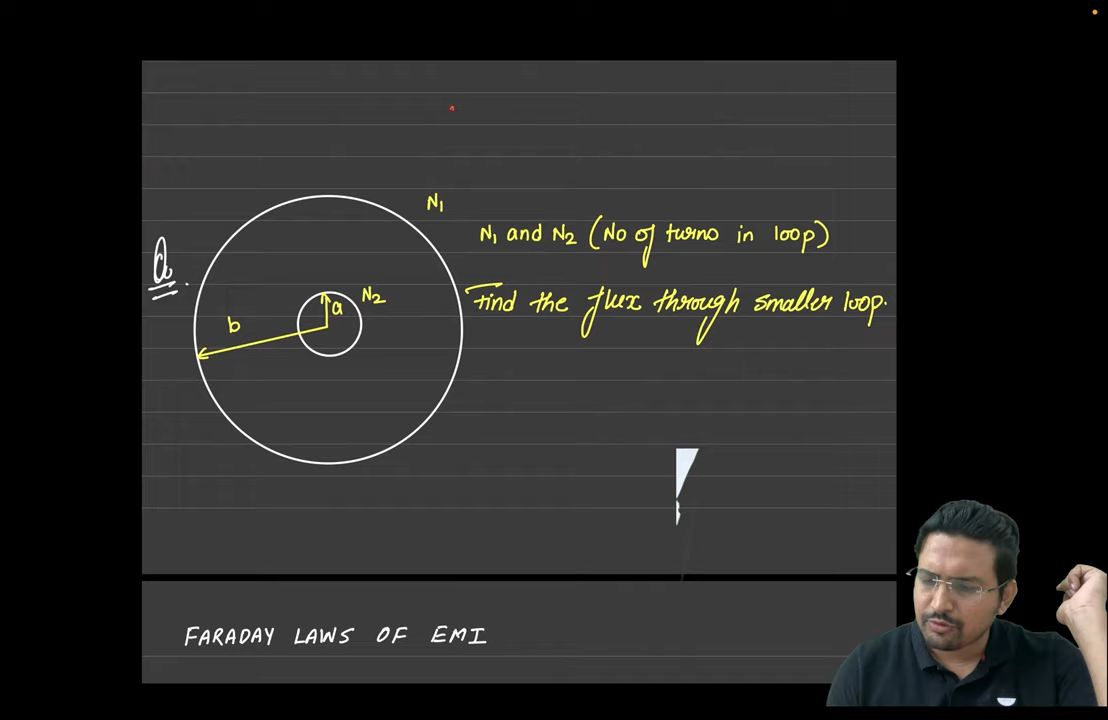 N₁
Q.
N₁ and N₂ (No of turns in loop)
N₂
a
b
Find the flux through smaller loop.
FARADAY LAWS OF EMI